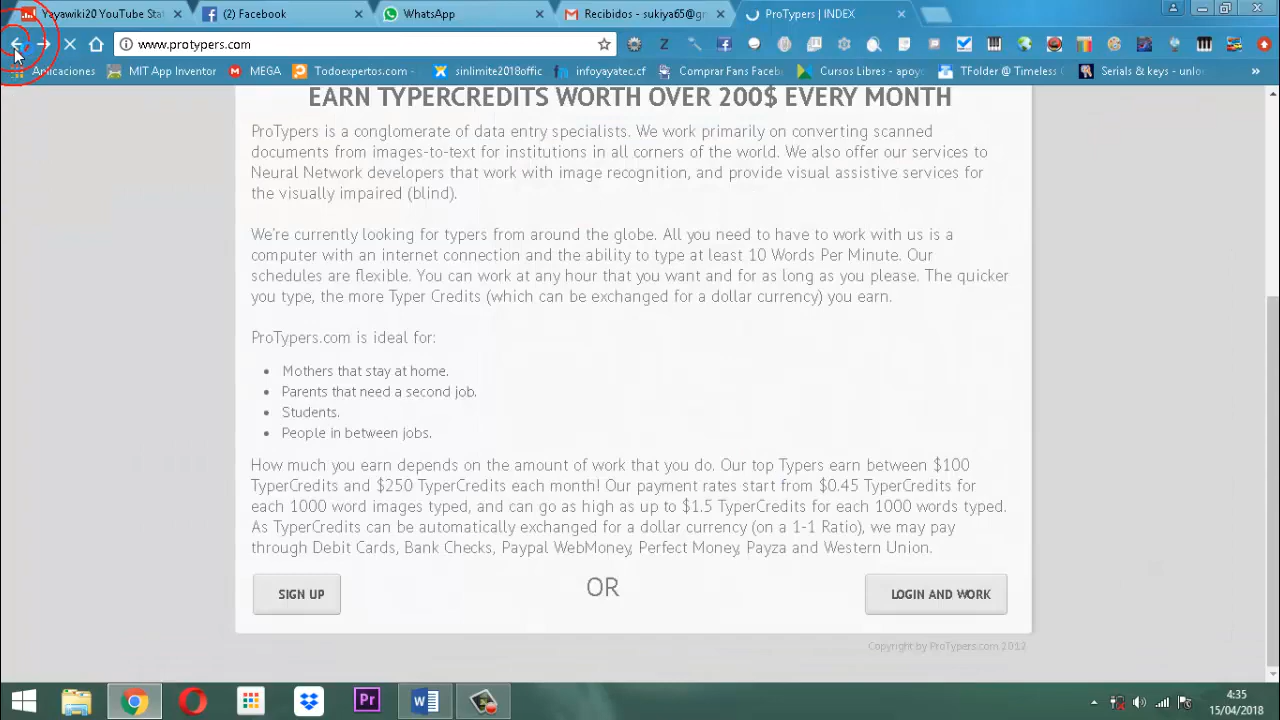 Yayawiki20 YouTube Stat
(2) Facebook
WhatsApp
Recibidos - sukiya65@g
ProTypers | INDEX
www.protypers.com
Aplicaciones
MIT App Inventor
MEGA
Todoexpertos.com -
sinlimite2018offic
infoyayatec.cf
Comprar Fans Faceb
Cursos Libres - apoy
TFolder @ Timeless
Serials & keys - unlo
EARN TYPERCREDITS WORTH OVER 200$ EVERY MONTH
ProTypers is a conglomerate of data entry specialists. We work primarily on converting scanned
documents from images-to-text for institutions in all corners of the world. We also offer our services to
Neural Network developers that work with image recognition, and provide visual assistive services for
the visually impaired (blind).
We're currently looking for typers from around the globe. All you need to have to work with us is a
computer with an internet connection and the ability to type at least 10 Words Per Minute. Our
schedules are flexible. You can work at any hour that you want and for as long as you please. The quicker
you type, the more Typer Credits (which can be exchanged for a dollar currency) you earn.
ProTypers.com is ideal for:
• Mothers that stay at home.
• Parents that need a second job.
• Students.
• People in between jobs.
How much you earn depends on the amount of work that you do. Our top Typers earn between $100
TyperCredits and $250 TyperCredits each month! Our payment rates start from $0.45 TyperCredits for
each 1000 word images typed, and can go as high as up to $1.5 TyperCredits for each 1000 words typed.
As TyperCredits can be automatically exchanged for a dollar currency (on a 1-1 Ratio), we may pay
through Debit Cards, Bank Checks, Paypal WebMoney, Perfect Money, Payza and Western Union.
SIGN UP
OR
LOGIN AND WORK
Copyright by ProTypers.com 2012
Pr
4:35
15/04/2018